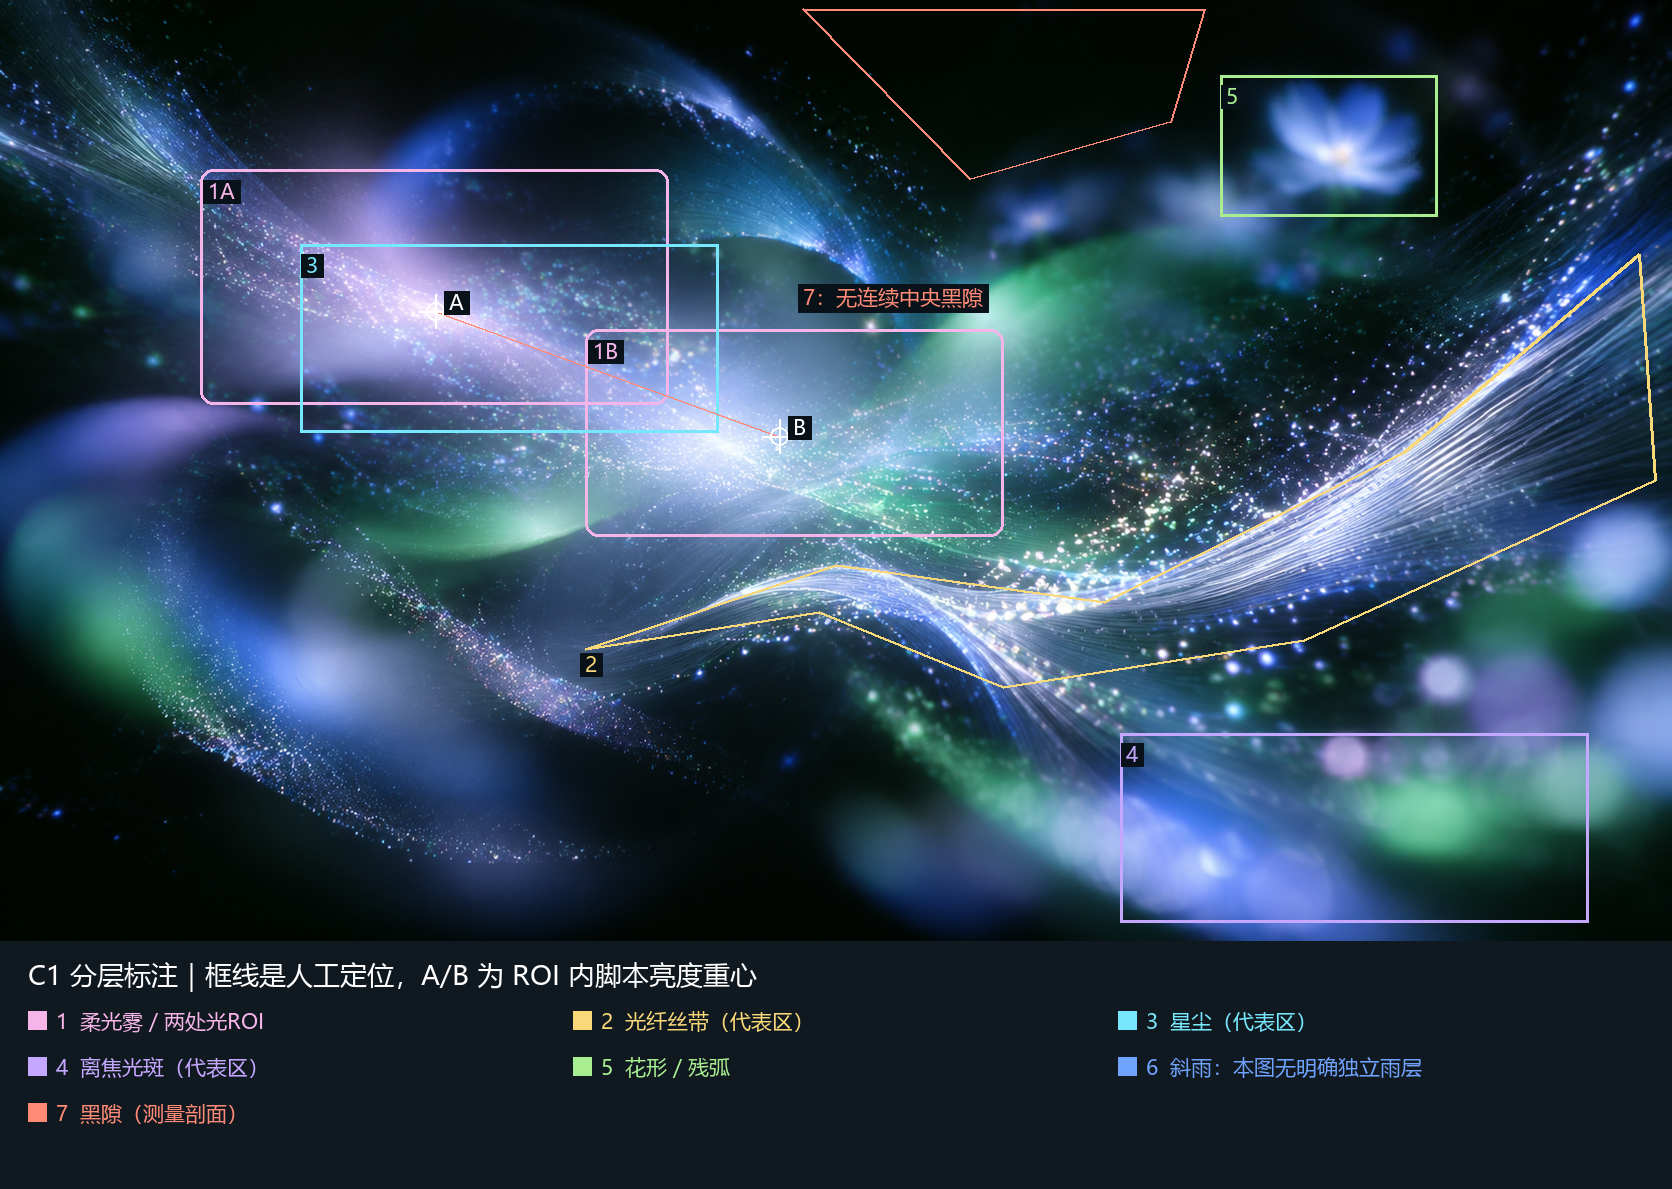 5
1A
3
A
7：无连续中央黑隙
1B
B
2
4
C1 分层标注｜框线是人工定位，A/B 为 ROI 内脚本亮度重心
1 柔光雾 / 两处光ROI
2 光纤丝带（代表区）
3 星尘（代表区）
4 离焦光斑（代表区）
5 花形 / 残弧
6 斜雨：本图无明确独立雨层
7 黑隙（测量剖面）